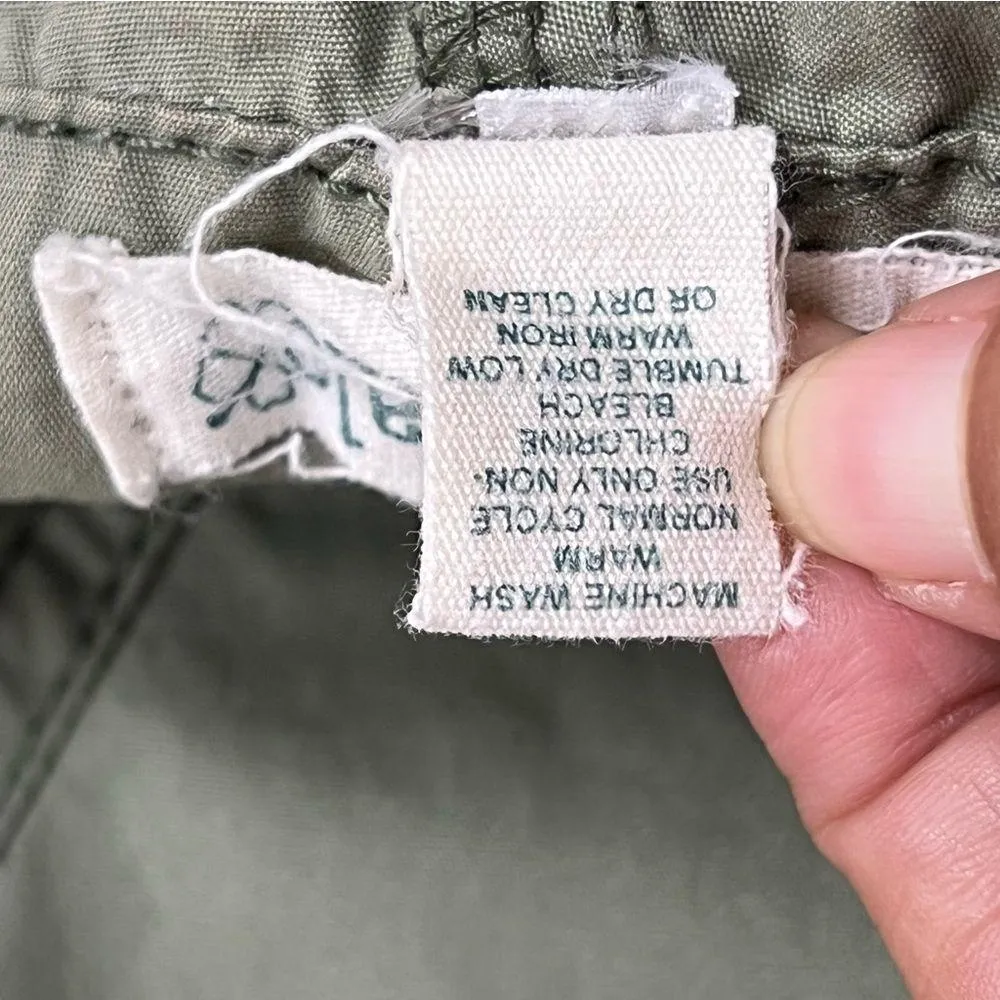 MACHINE WASH
WARM
NORMAL CYCLE
USE ONLY NON-
CHLORINE
BLEACH
TUMBLE DRY LOW
WARM IRON
OR DRY CLEAN